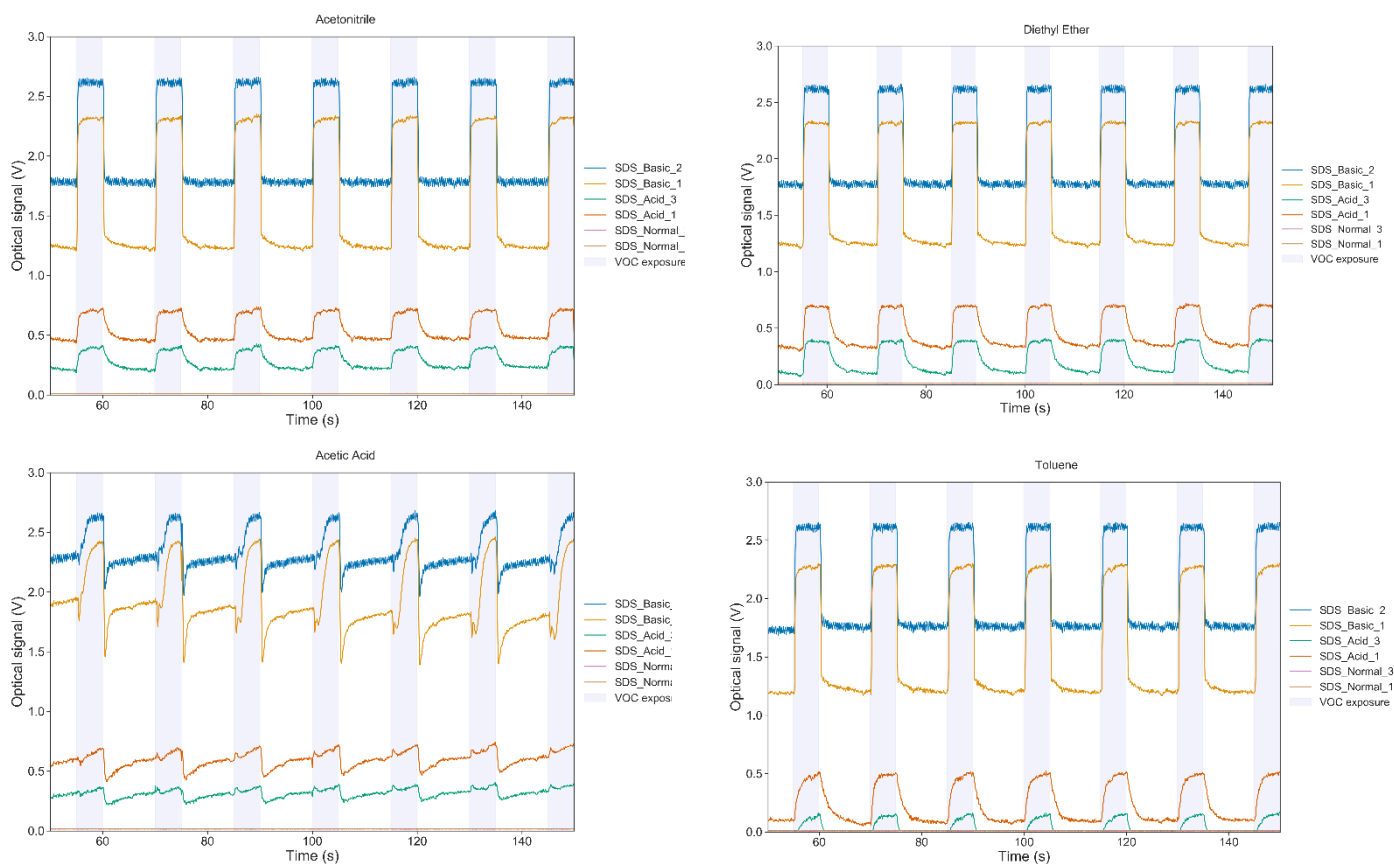 Acetonitrile
3.0
2.5
2.0
1.5
1.0
0.5
0.0
Optical signal (V)
60
80
100
120
140
Time (s)
SDS_Basic_2
SDS_Basic_1
SDS_Acid_3
SDS_Acid_1
SDS_Normal_
SDS_Normal_
VOC exposure
Diethyl Ether
3.0
2.5
2.0
1.5
1.0
0.5
0.0
Optical signal (V)
60
80
100
120
140
Time (s)
SDS_Basic_2
SDS_Basic_1
SDS_Acid_3
SDS_Acid_1
SDS_Normal_3
SDS_Normal_1
VOC exposure
Acetic Acid
3.0
2.5
2.0
1.5
1.0
0.5
0.0
Optical signal (V)
60
80
100
120
140
Time (s)
SDS_Basic_
SDS_Basic_
SDS_Acid_
SDS_Acid_
SDS_Norma
SDS_Norma
VOC expos
Toluene
3.0
2.5
2.0
1.5
1.0
0.5
0.0
Optical signal (V)
60
80
100
120
140
Time (s)
SDS_Basic_2
SDS_Basic_1
SDS_Acid_3
SDS_Acid_1
SDS_Normal_3
SDS_Normal_1
VOC exposure